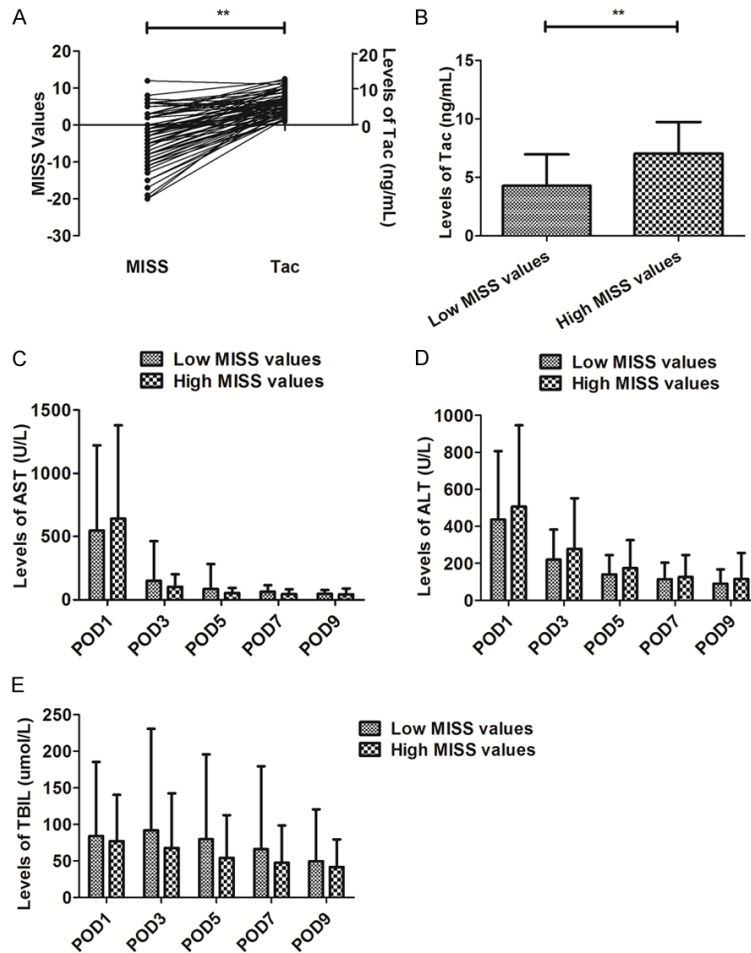 A
**
20
10
0
-10
-20
-30
MISS Values
MISS
Tac
20
10
0
Levels of Tac (ng/mL)
B
**
15
10
5
0
Levels of Tac (ng/mL)
Low MISS values
High MISS values
C
Low MISS values
High MISS values
1500
1000
500
0
Levels of AST (U/L)
POD1
POD3
POD5
POD7
POD9
D
Low MISS values
High MISS values
1000
800
600
400
200
0
Levels of ALT (U/L)
POD1
POD3
POD5
POD7
POD9
E
Low MISS values
High MISS values
250
200
150
100
50
0
Levels of TBIL (umol/L)
POD1
POD3
POD5
POD7
POD9